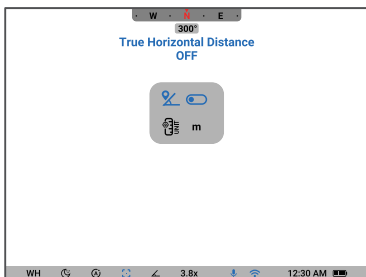 W N E
300°
True Horizontal Distance
OFF
UNIT m
WH A 3.8x 12:30 AM